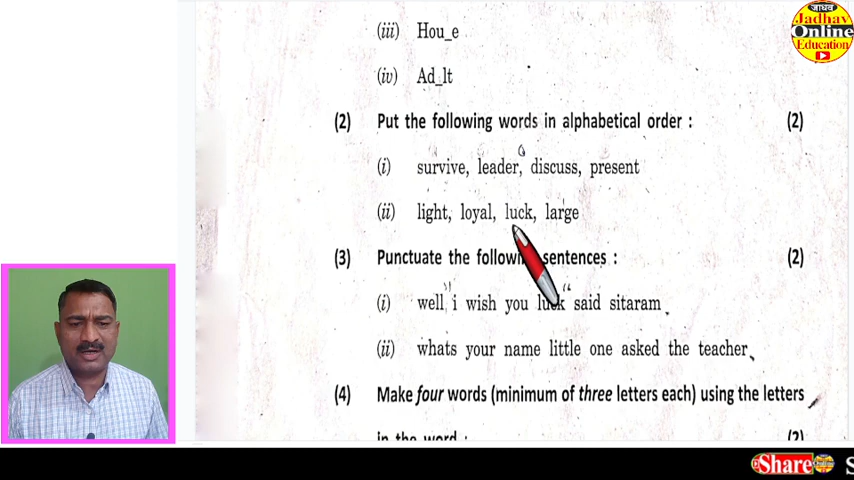 (iii) Hou_e
जाधव
Jadhav
Online
Education
(iv) Ad_lt
(2) Put the following words in alphabetical order : (2)
(i) survive, leader, discuss, present
(ii) light, loyal, luck, large
(3) Punctuate the following sentences : (2)
(i) well i wish you luck said sitaram
(ii) whats your name little one asked the teacher
(4) Make four words (minimum of three letters each) using the letters
in the word : (2)
Share
S